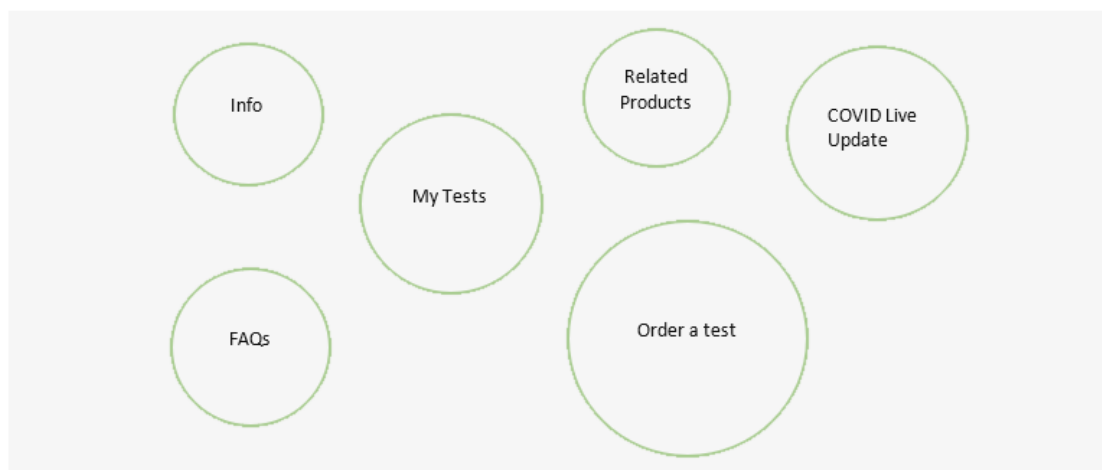 Info
Related
Products
COVID Live
Update
My Tests
FAQs
Order a test